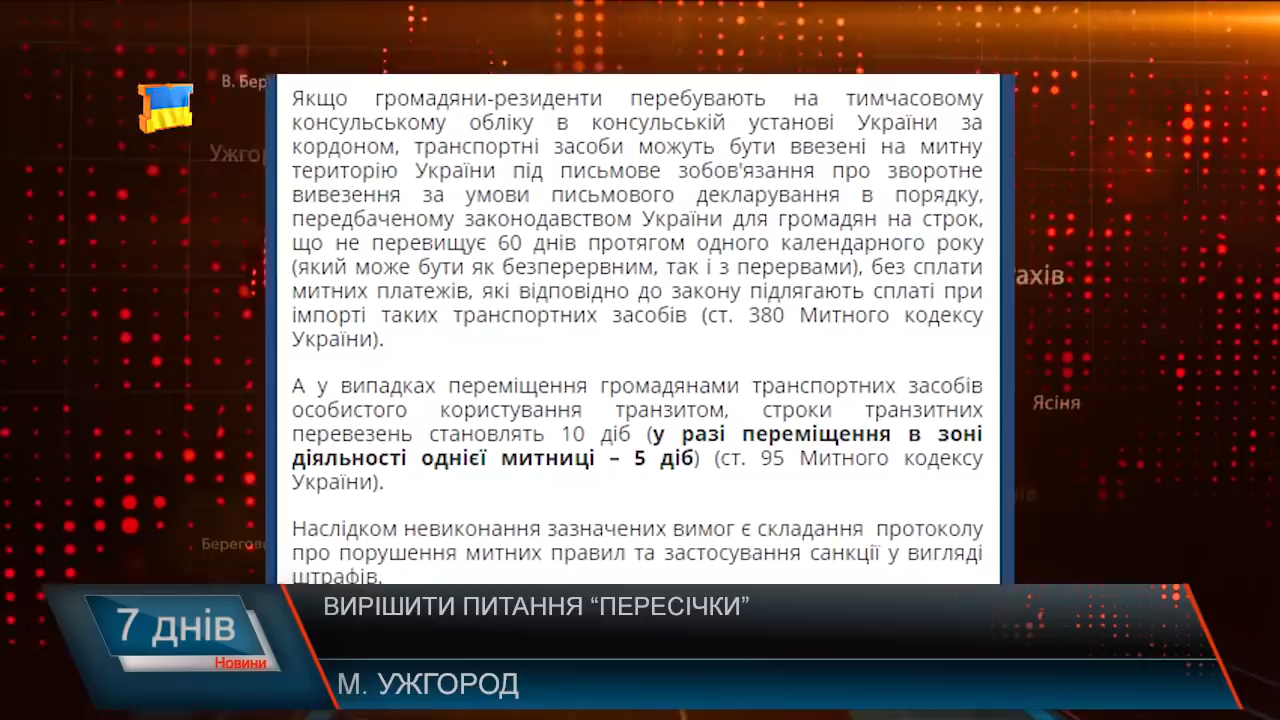 В. Бер
Ужгор
Якщо громадяни-резиденти перебувають на тимчасовому
консульському обліку в консульській установі України за
кордоном, транспортні засоби можуть бути ввезені на митну
територію України під письмове зобов'язання про зворотне
вивезення за умови письмового декларування в порядку,
передбаченому законодавством України для громадян на строк,
що не перевищує 60 днів протягом одного календарного року
(який може бути як безперервним, так і з перервами), без сплати
митних платежів, які відповідно до закону підлягають сплаті при
імпорті таких транспортних засобів (ст. 380 Митного кодексу
України).
А у випадках переміщення громадянами транспортних засобів
особистого користування транзитом, строки транзитних
перевезень становлять 10 діб (у разі переміщення в зоні
діяльності однієї митниці – 5 діб) (ст. 95 Митного кодексу
України).
Наслідком невиконання зазначених вимог є складання протоколу
про порушення митних правил та застосування санкції у вигляді
штрафів.
ахів
Ясіня
Берегов
7 днів
Новини
ВИРІШИТИ ПИТАННЯ “ПЕРЕСІЧКИ”
М. УЖГОРОД